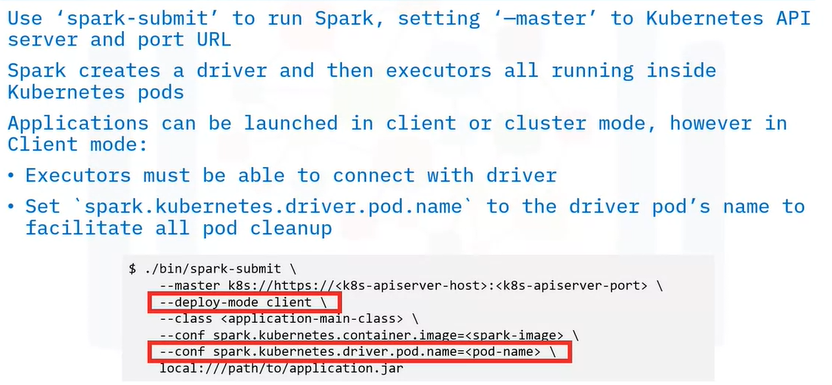 Use ‘spark-submit’ to run Spark, setting ‘—master’ to Kubernetes API
server and port URL
Spark creates a driver and then executors all running inside
Kubernetes pods
Applications can be launched in client or cluster mode, however in
Client mode:
• Executors must be able to connect with driver
• Set `spark.kubernetes.driver.pod.name` to the driver pod’s name to
facilitate all pod cleanup
$ ./bin/spark-submit \
--master k8s://https://<k8s-apiserver-host>:<k8s-apiserver-port> \
--deploy-mode client \
--class <application-main-class> \
--conf spark.kubernetes.container.image=<spark-image> \
--conf spark.kubernetes.driver.pod.name=<pod-name> \
local:///path/to/application.jar